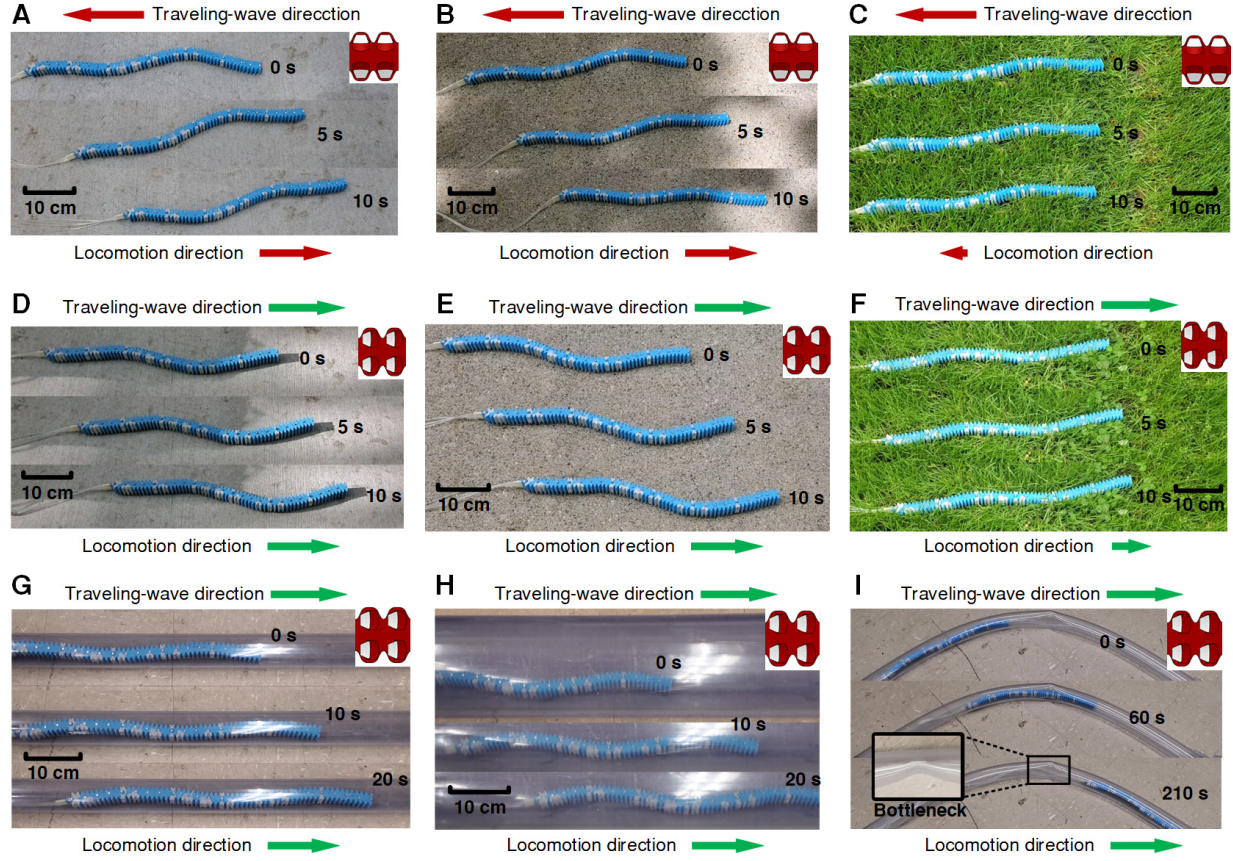 A
Traveling-wave direcction
0 s
5 s
10 s
10 cm
Locomotion direction
B
Traveling-wave direcction
0 s
5 s
10 s
10 cm
Locomotion direction
C
Traveling-wave direcction
0 s
5 s
10 s
10 cm
Locomotion direction
D
Traveling-wave direction
0 s
5 s
10 s
10 cm
Locomotion direction
E
Traveling-wave direction
0 s
5 s
10 s
10 cm
Locomotion direction
F
Traveling-wave direction
0 s
5 s
10 s
10 cm
Locomotion direction
G
Traveling-wave direction
0 s
10 s
10 cm
20 s
Locomotion direction
H
Traveling-wave direction
0 s
10 s
20 s
10 cm
Locomotion direction
I
Traveling-wave direction
0 s
60 s
210 s
Bottleneck
Locomotion direction